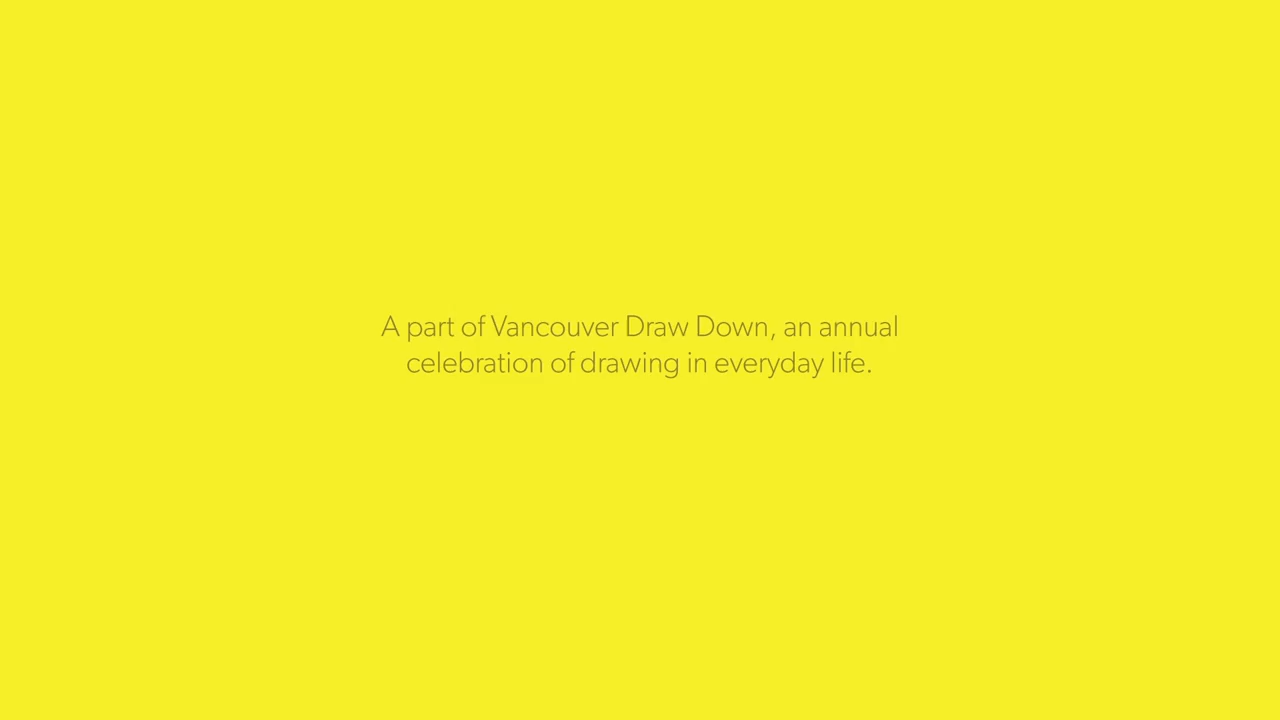 A part of Vancouver Draw Down, an annual
celebration of drawing in everyday life.